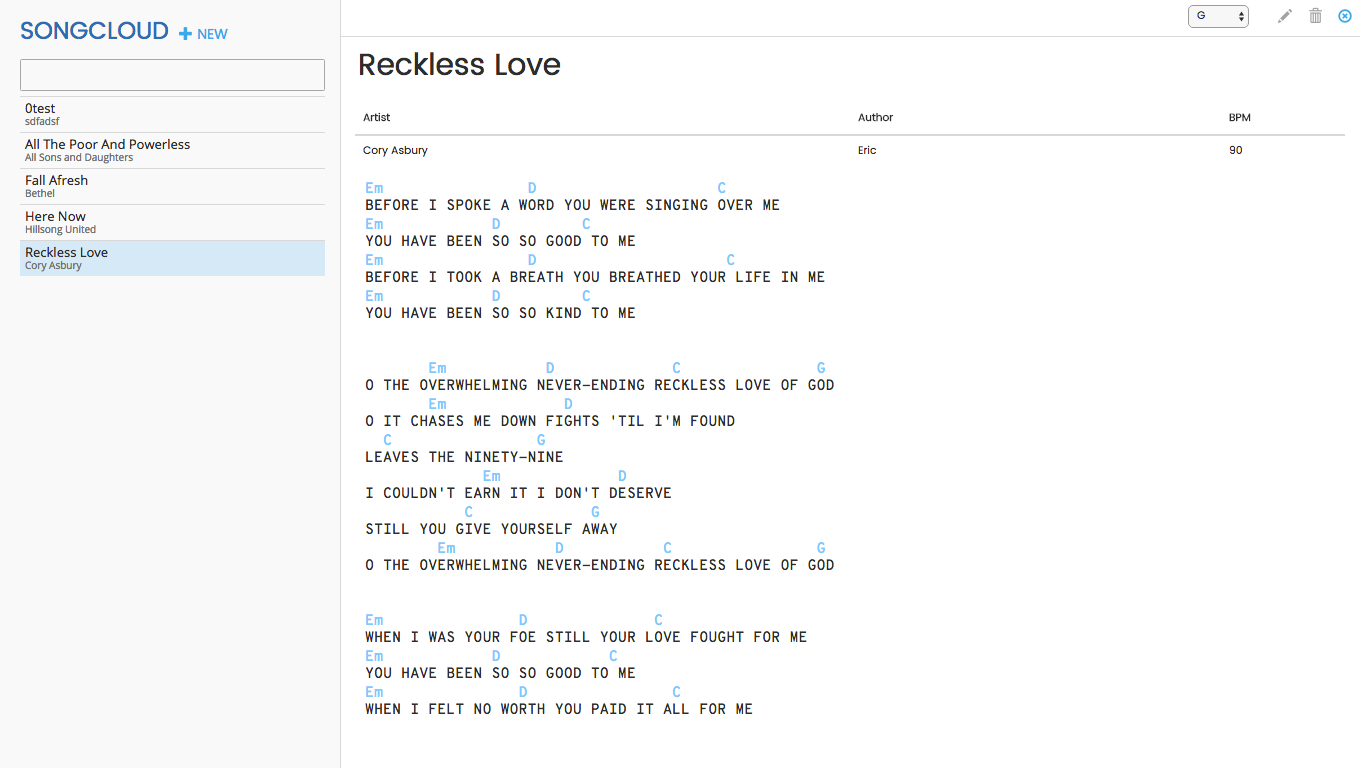 SONGCLOUD + NEW
0test
sdfadsf
All The Poor And Powerless
All Sons and Daughters
Fall Afresh
Bethel
Here Now
Hillsong United
Reckless Love
Cory Asbury
G
Reckless Love
Artist Author BPM
Cory Asbury Eric 90
Em D C
BEFORE I SPOKE A WORD YOU WERE SINGING OVER ME
Em D C
YOU HAVE BEEN SO SO GOOD TO ME
Em D C
BEFORE I TOOK A BREATH YOU BREATHED YOUR LIFE IN ME
Em D C
YOU HAVE BEEN SO SO KIND TO ME
Em D C G
O THE OVERWHELMING NEVER-ENDING RECKLESS LOVE OF GOD
Em D
O IT CHASES ME DOWN FIGHTS 'TIL I'M FOUND
C G
LEAVES THE NINETY-NINE
Em D
I COULDN'T EARN IT I DON'T DESERVE
C G
STILL YOU GIVE YOURSELF AWAY
Em D C G
O THE OVERWHELMING NEVER-ENDING RECKLESS LOVE OF GOD
Em D C
WHEN I WAS YOUR FOE STILL YOUR LOVE FOUGHT FOR ME
Em D C
YOU HAVE BEEN SO SO GOOD TO ME
Em D C
WHEN I FELT NO WORTH YOU PAID IT ALL FOR ME